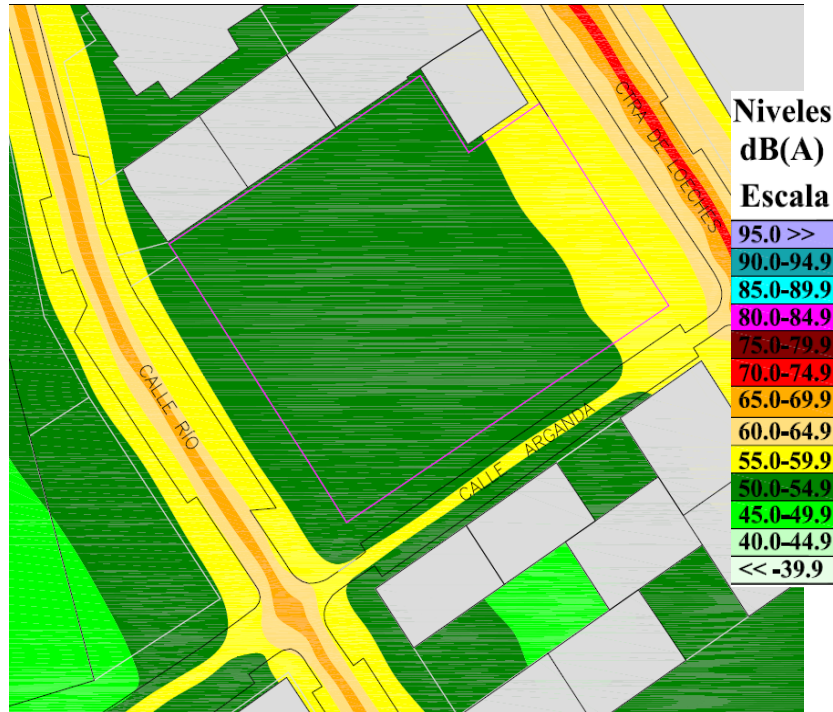 CTRA DE LOECHES
CALLE RÍO
CALLE ARGANDA
Niveles
dB(A)
Escala
95.0 >>
90.0-94.9
85.0-89.9
80.0-84.9
75.0-79.9
70.0-74.9
65.0-69.9
60.0-64.9
55.0-59.9
50.0-54.9
45.0-49.9
40.0-44.9
<< -39.9